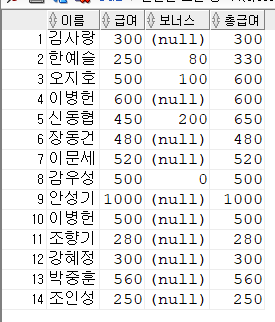 이름 급여 보너스 총급여
1 김사랑 300 (null) 300
2 한예슬 250 80 330
3 오지호 500 100 600
4 이병헌 600 (null) 600
5 신동협 450 200 650
6 장동건 480 (null) 480
7 이문세 520 (null) 520
8 감우성 500 0 500
9 안성기 1000 (null) 1000
10 이병헌 500 (null) 500
11 조향기 280 (null) 280
12 강혜정 300 (null) 300
13 박중훈 560 (null) 560
14 조인성 250 (null) 250